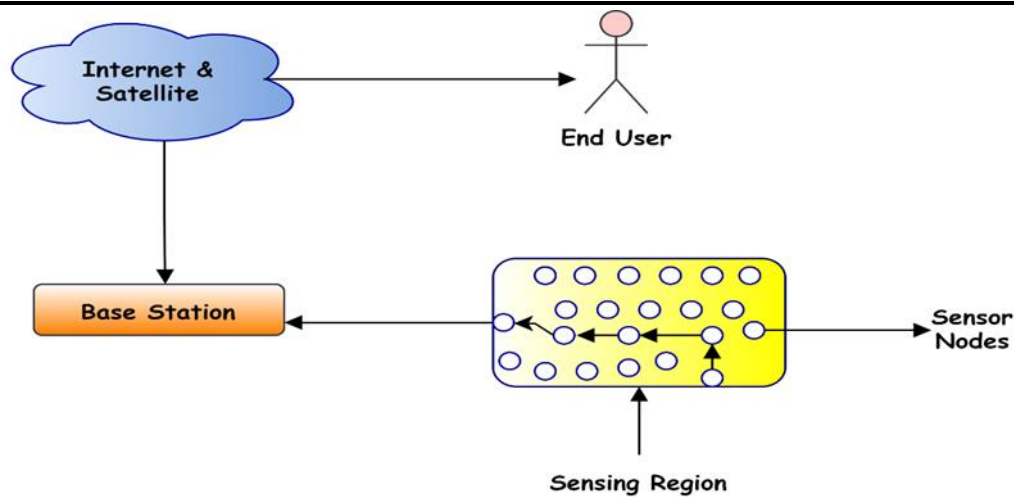 Internet &
Satellite
End User
Base Station
Sensor
Nodes
Sensing Region